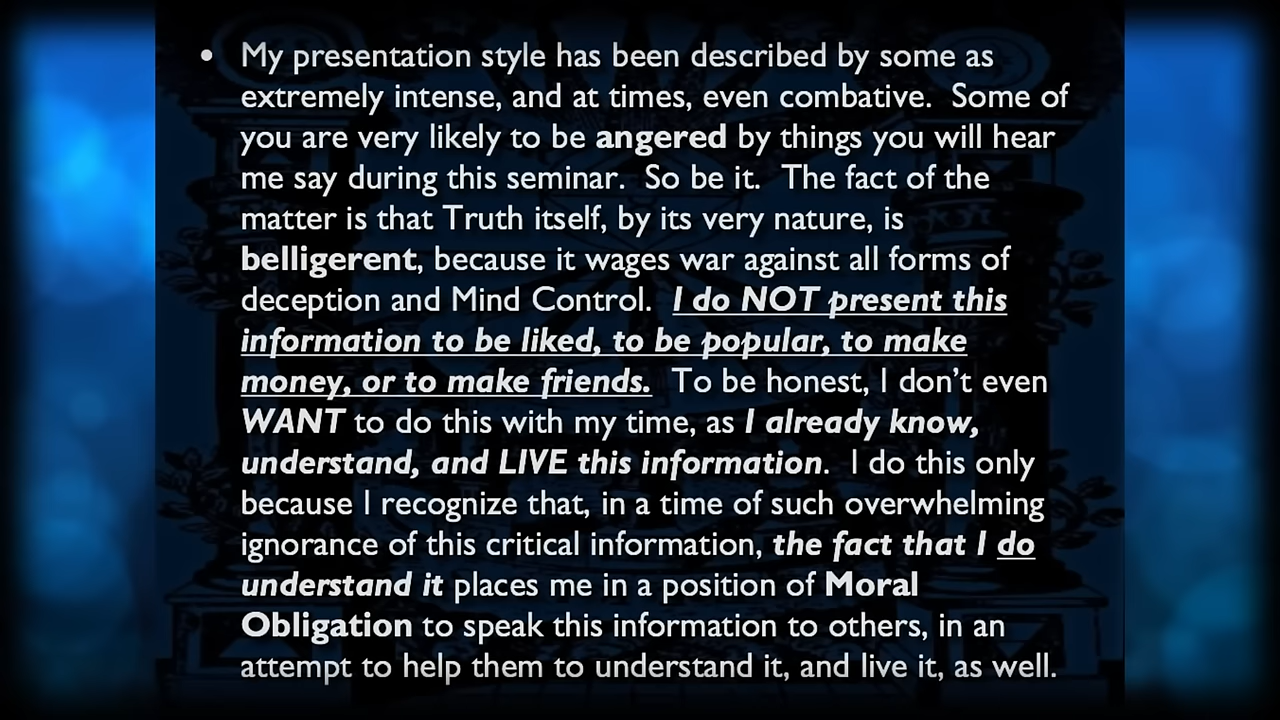 • My presentation style has been described by some as
extremely intense, and at times, even combative.  Some of
you are very likely to be angered by things you will hear
me say during this seminar.  So be it.  The fact of the
matter is that Truth itself, by its very nature, is
belligerent, because it wages war against all forms of
deception and Mind Control.  I do NOT present this
information to be liked, to be popular, to make
money, or to make friends.  To be honest, I don’t even
WANT to do this with my time, as I already know,
understand, and LIVE this information.  I do this only
because I recognize that, in a time of such overwhelming
ignorance of this critical information, the fact that I do
understand it places me in a position of Moral
Obligation to speak this information to others, in an
attempt to help them to understand it, and live it, as well.